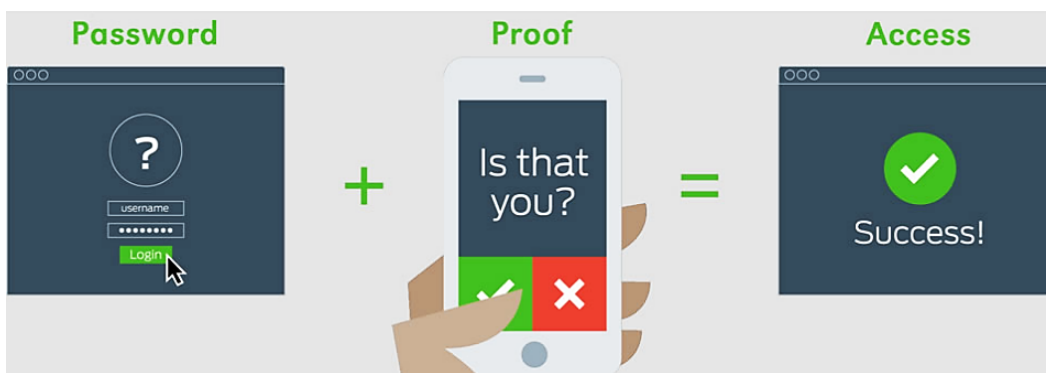 Password
Proof
Access
?
username
Login
+
Is that
you?
=
Success!